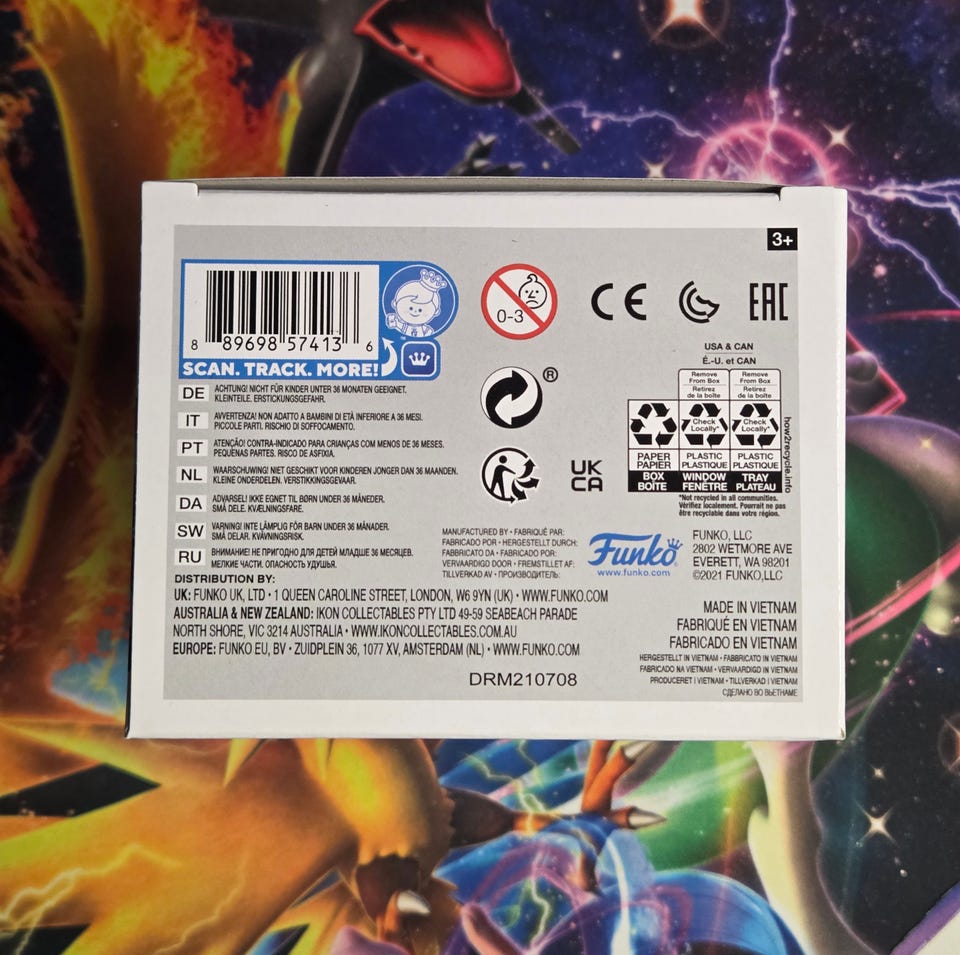 3+
8 89698 57413 6
SCAN. TRACK. MORE!
™
0-3
CE
EAC
®
UK
CA
USA & CAN
É.-U. et CAN
Remove From Box
Retirez de la boîte
Remove From Box
Retirez de la boîte
Check Locally*
Check Locally*
PAPER
PAPIER
BOX
BOÎTE
PLASTIC
PLASTIQUE
WINDOW
FENÊTRE
PLASTIC
PLASTIQUE
TRAY
PLATEAU
how2recycle.info
*Not recycled in all communities.
Vérifiez localement. Pourrait ne pas
être recyclable dans votre région.
DE ACHTUNG! NICHT FÜR KINDER UNTER 36 MONATEN GEEIGNET.
KLEINTEILE. ERSTICKUNGSGEFAHR.
IT AVVERTENZA! NON ADATTO A BAMBINI DI ETÀ INFERIORE A 36 MESI.
PICCOLE PARTI. RISCHIO DI SOFFOCAMENTO.
PT ATENÇÃO! CONTRA-INDICADO PARA CRIANÇAS COM MENOS DE 36 MESES.
PEQUENAS PARTES. RISCO DE ASFIXIA.
NL WAARSCHUWING! NIET GESCHIKT VOOR KINDEREN JONGER DAN 36 MAANDEN.
KLEINE ONDERDELEN. VERSTIKKINGSGEVAAR.
DA ADVARSEL! IKKE EGNET TIL BØRN UNDER 36 MÅNEDER.
SMÅ DELE. KVÆLNINGSFARE.
SW VARNING! INTE LÄMPLIG FÖR BARN UNDER 36 MÅNADER.
SMÅ DELAR. KVÄVNINGSRISK.
RU ВНИМАНИЕ! НЕ ПРИГОДНО ДЛЯ ДЕТЕЙ МЛАДШЕ 36 МЕСЯЦЕВ.
МЕЛКИЕ ЧАСТИ. ОПАСНОСТЬ УДУШЬЯ.
MANUFACTURED BY • FABRIQUÉ PAR:
FABRICADO POR • HERGESTELLT DURCH:
FABBRICATO DA • FABRICADO POR:
VERVAARDIGD DOOR • FREMSTILLET AF:
TILLVERKAD AV • ПРОИЗВОДИТЕЛЬ:
Funko
www.funko.com
FUNKO, LLC
2802 WETMORE AVE
EVERETT, WA 98201
©2021 FUNKO,LLC
DISTRIBUTION BY:
UK: FUNKO UK, LTD • 1 QUEEN CAROLINE STREET, LONDON, W6 9YN (UK) • WWW.FUNKO.COM
AUSTRALIA & NEW ZEALAND: IKON COLLECTABLES PTY LTD 49-59 SEABEACH PARADE
NORTH SHORE, VIC 3214 AUSTRALIA • WWW.IKONCOLLECTABLES.COM.AU
EUROPE: FUNKO EU, BV • ZUIDPLEIN 36, 1077 XV, AMSTERDAM (NL) • WWW.FUNKO.COM
DRM210708
MADE IN VIETNAM
FABRIQUÉ EN VIETNAM
FABRICADO EN VIETNAM
HERGESTELLT IN VIETNAM • FABBRICATO IN VIETNAM
FABRICADO NA VIETNAM • VERVAARDIGD IN VIETNAM
PRODUCERET I VIETNAM • TILLVERKAD I VIETNAM
СДЕЛАНО ВО ВЬЕТНАМЕ